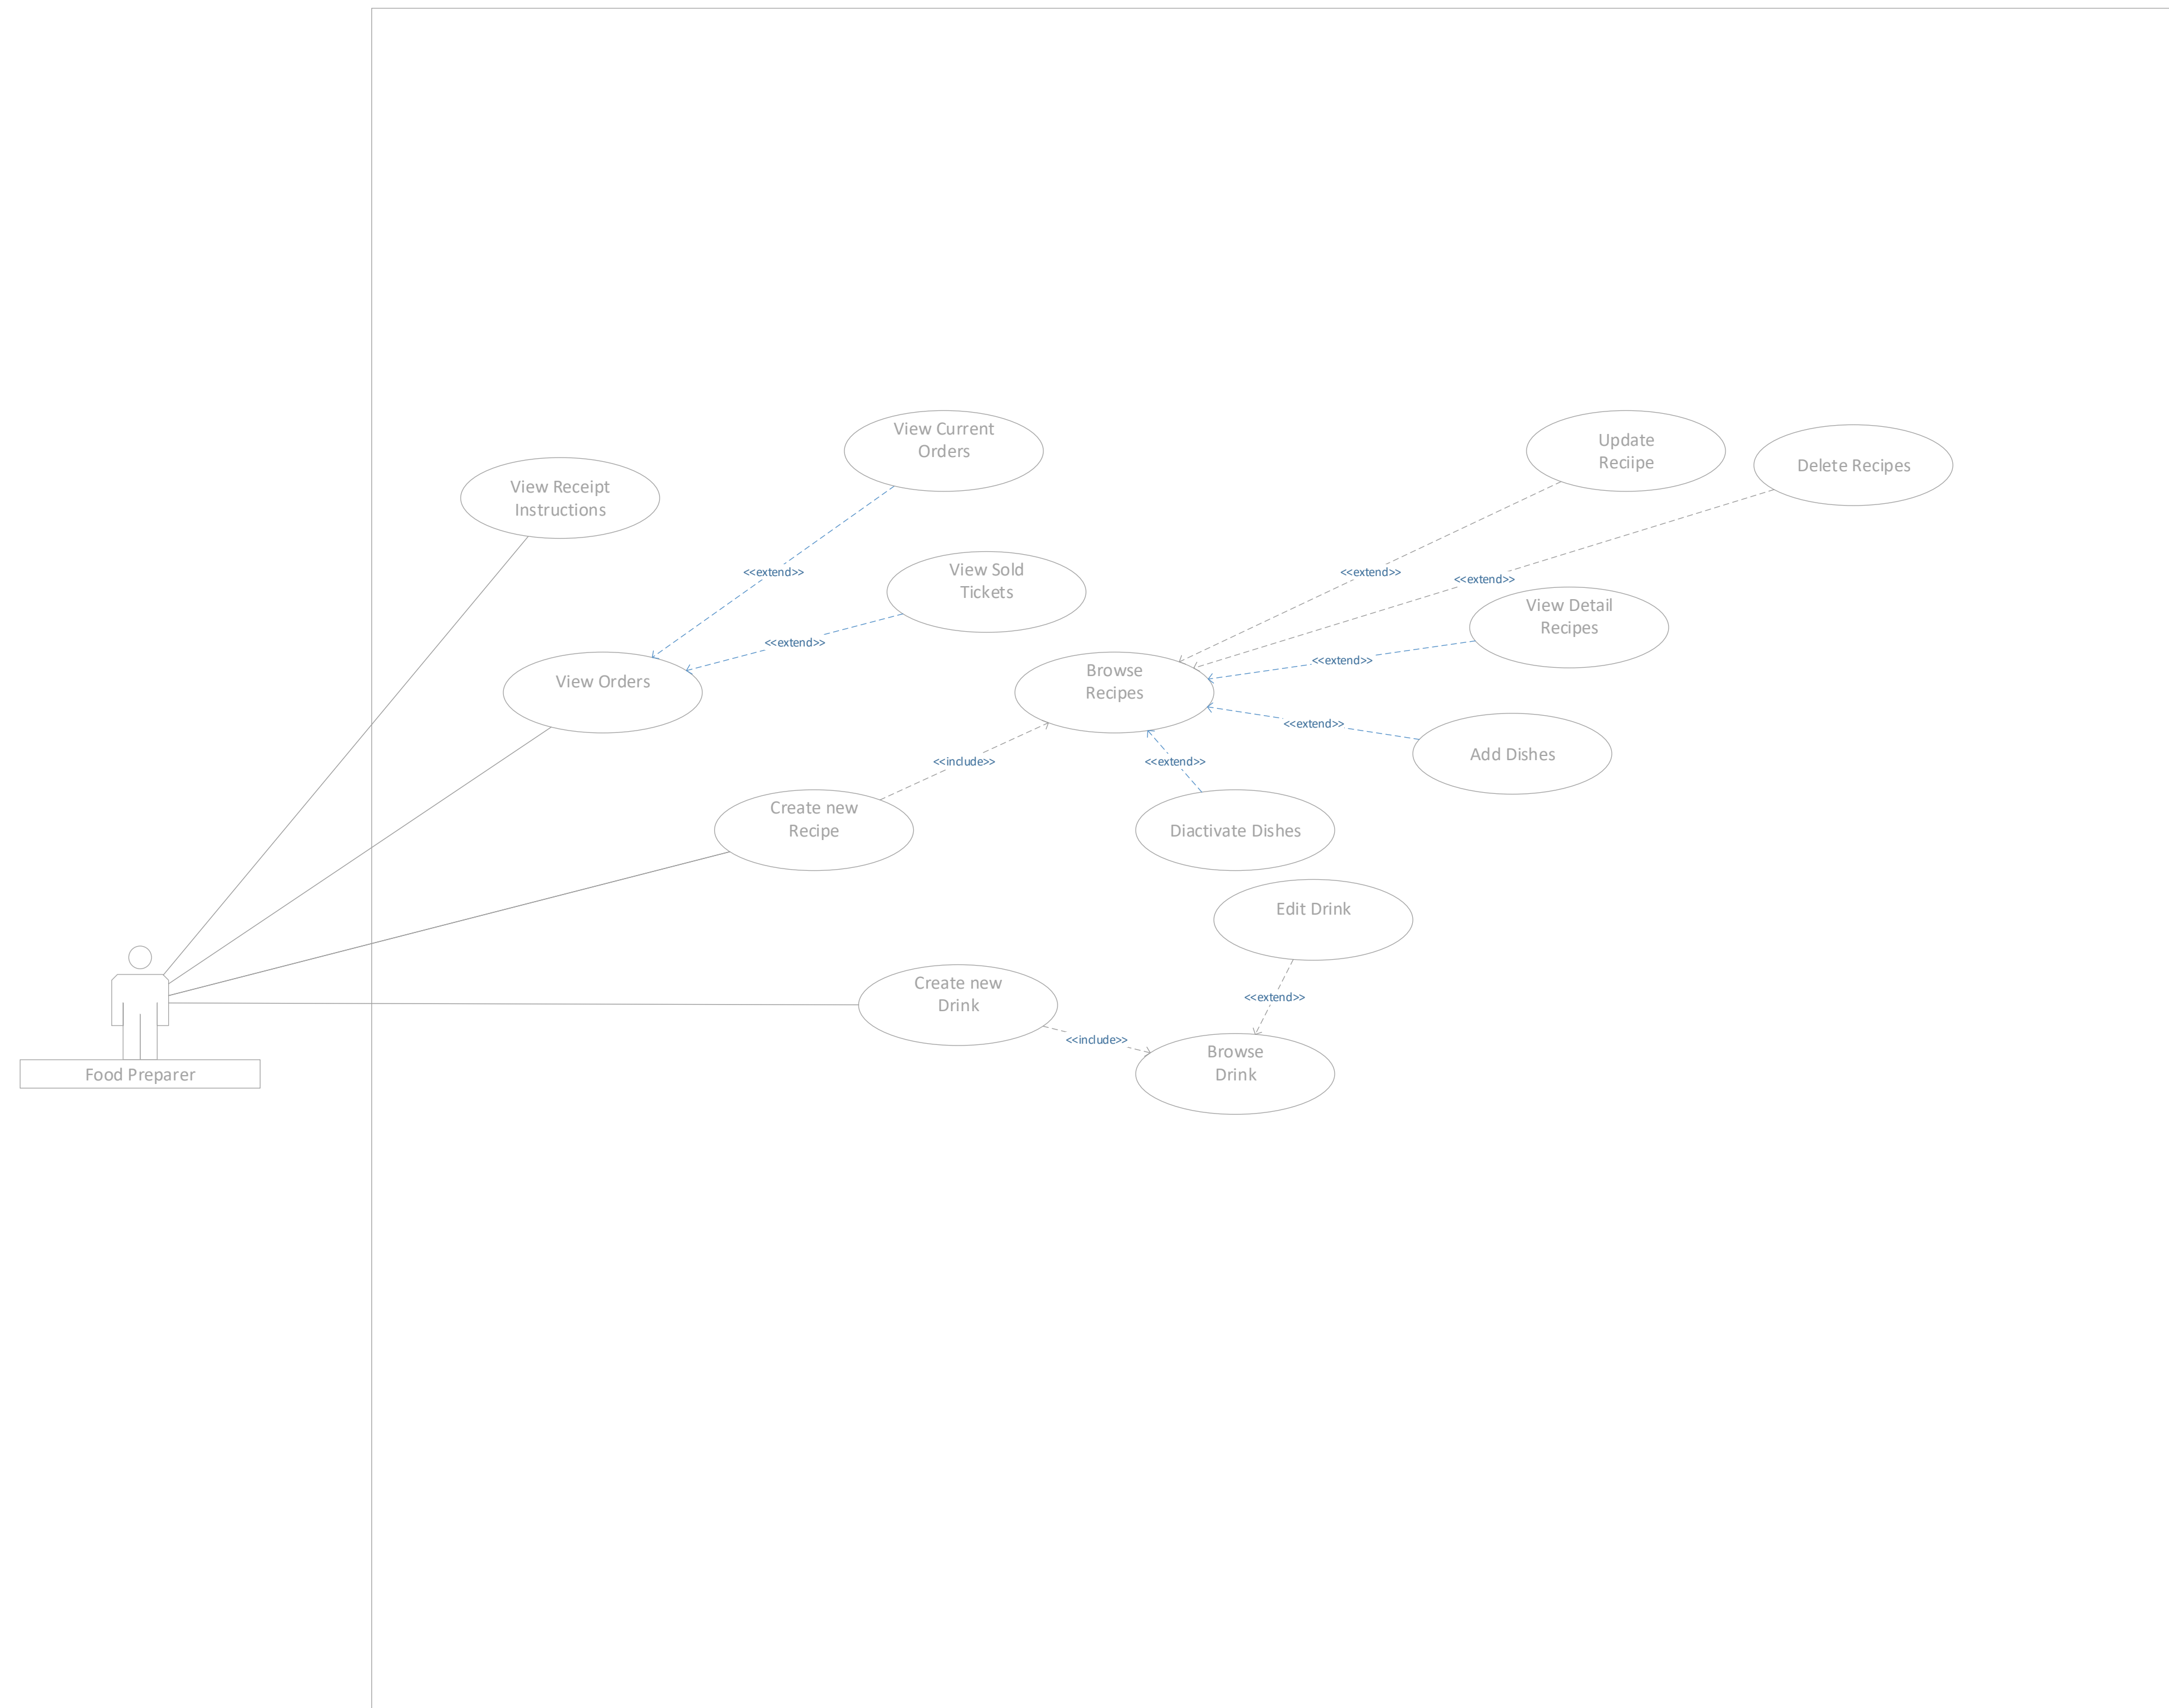 View Current
Orders
Update
Reciipe
Delete Recipes
View Receipt
Instructions
<<extend>>
View Sold
Tickets
<<extend>>
<<extend>>
View Detail
Recipes
<<extend>>
<<extend>>
View Orders
Browse
Recipes
<<extend>>
Add Dishes
<<include>>
<<extend>>
Create new
Recipe
Diactivate Dishes
Edit Drink
Create new
Drink
<<extend>>
<<include>>
Browse
Drink
Food Preparer